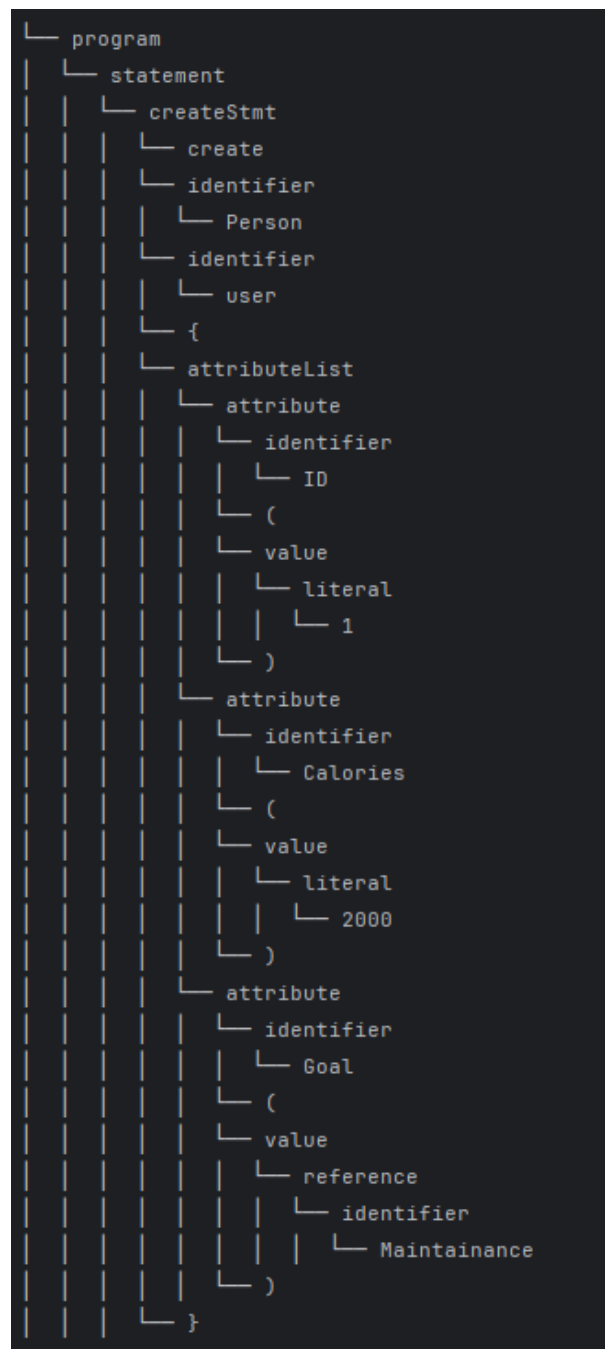 └── program
│ └── statement
│ │ └── createStmt
│ │ │ └── create
│ │ │ └── identifier
│ │ │ │ └── Person
│ │ │ └── identifier
│ │ │ │ └── user
│ │ │ └── {
│ │ │ └── attributeList
│ │ │ │ └── attribute
│ │ │ │ │ └── identifier
│ │ │ │ │ │ └── ID
│ │ │ │ │ └── (
│ │ │ │ │ └── value
│ │ │ │ │ │ └── literal
│ │ │ │ │ │ │ └── 1
│ │ │ │ │ └── )
│ │ │ │ └── attribute
│ │ │ │ │ └── identifier
│ │ │ │ │ │ └── Calories
│ │ │ │ │ └── (
│ │ │ │ │ └── value
│ │ │ │ │ │ └── literal
│ │ │ │ │ │ │ └── 2000
│ │ │ │ │ └── )
│ │ │ │ └── attribute
│ │ │ │ │ └── identifier
│ │ │ │ │ │ └── Goal
│ │ │ │ │ └── (
│ │ │ │ │ └── value
│ │ │ │ │ │ └── reference
│ │ │ │ │ │ │ └── identifier
│ │ │ │ │ │ │ │ └── Maintainance
│ │ │ │ │ └── )
│ │ │ └── }